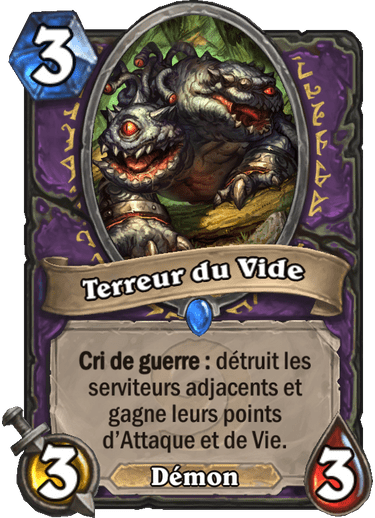 3
Terreur du Vide
Cri de guerre : détruit les
serviteurs adjacents et
gagne leurs points
d'Attaque et de Vie.
3
Démon
3